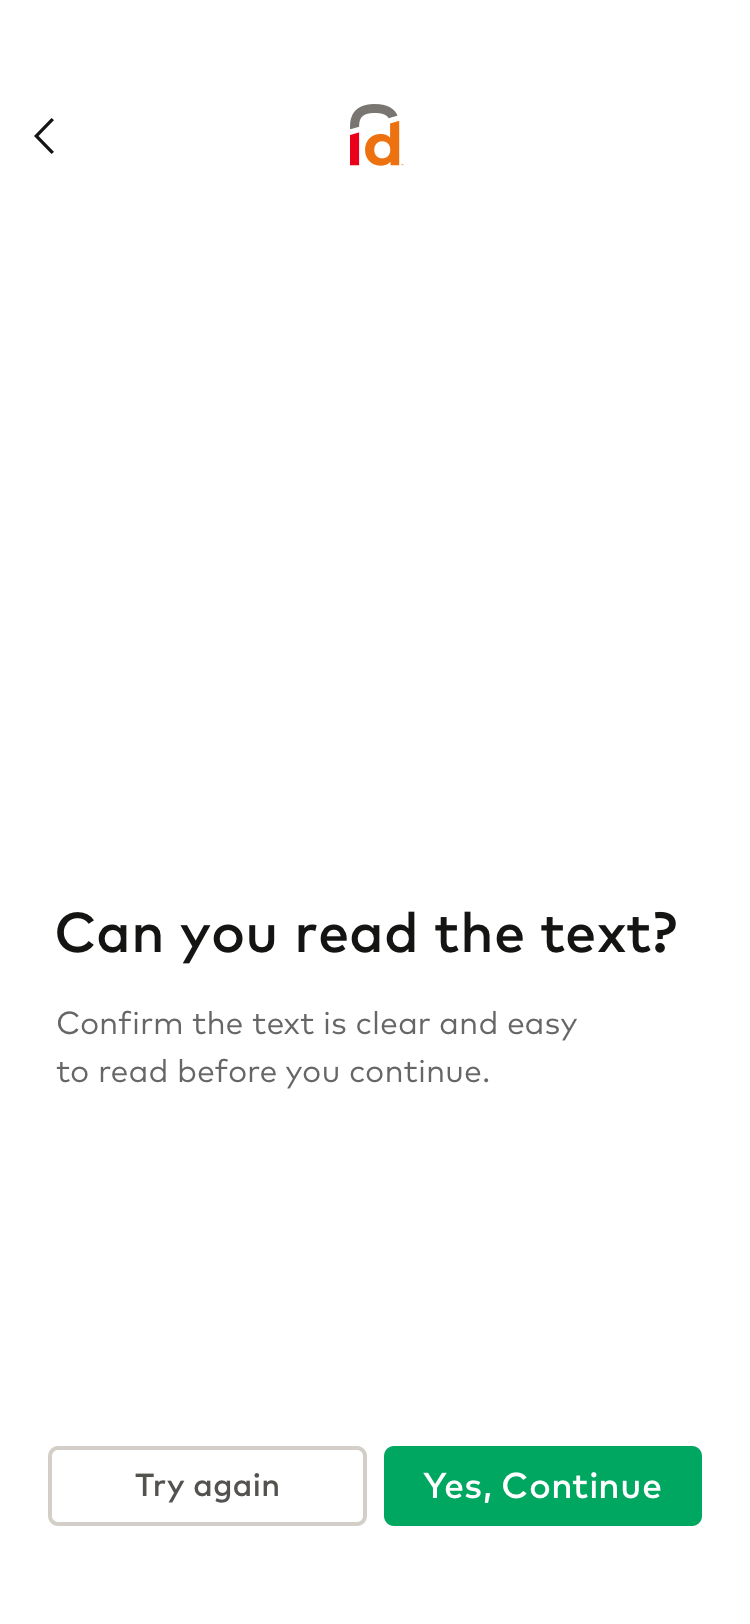 id
Can you read the text?
Confirm the text is clear and easy
to read before you continue.
Try again
Yes, Continue